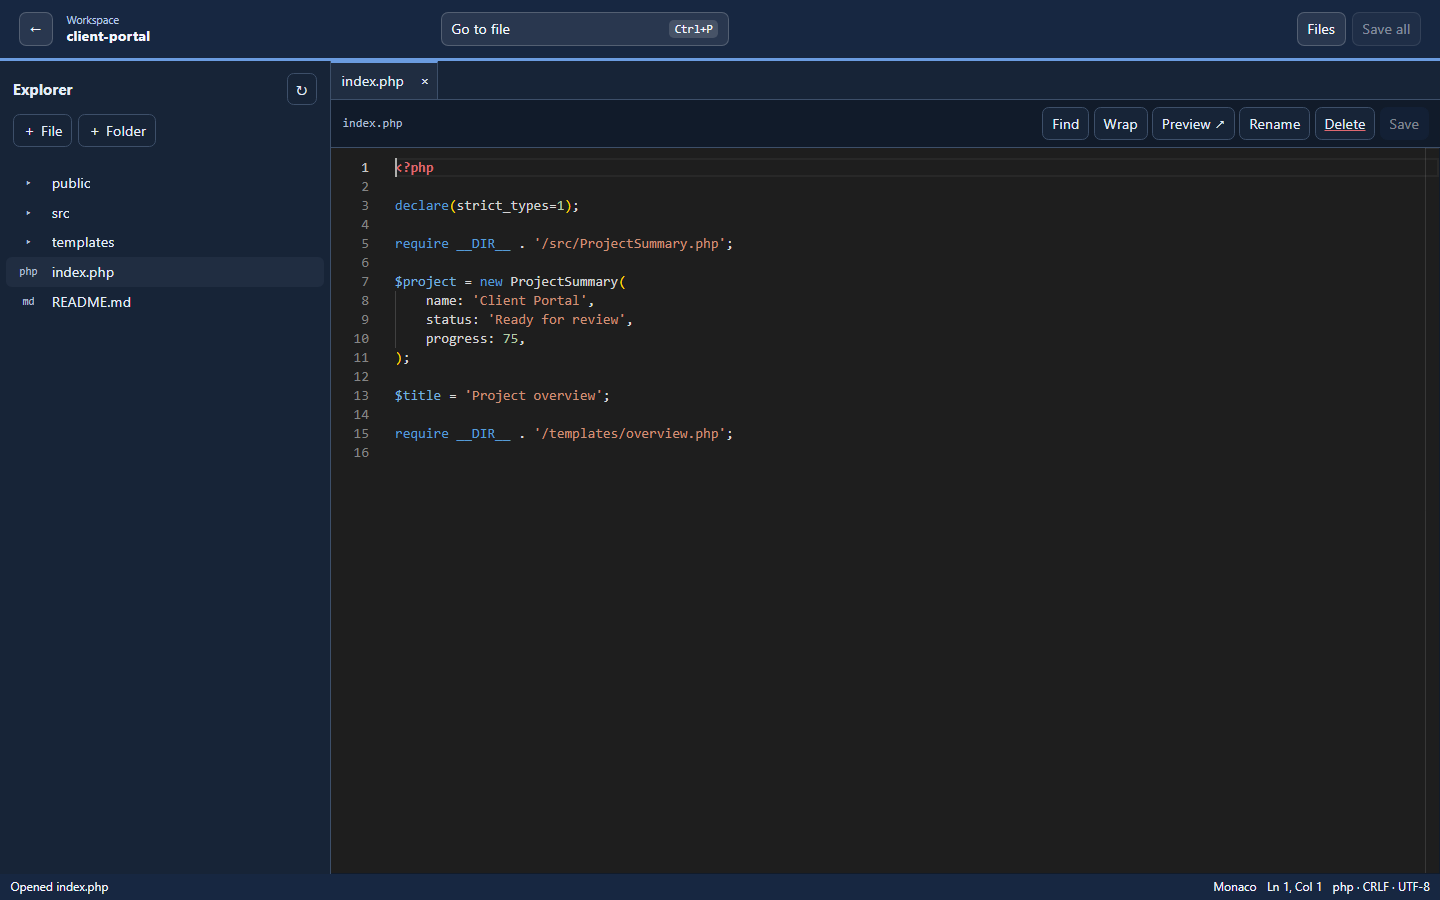 ←
Workspace
client-portal
Go to file Ctrl+P
Files Save all
Explorer ↻
+ File + Folder
▸ public
▸ src
▸ templates
php index.php
md README.md
index.php ×
index.php
Find Wrap Preview ↗ Rename Delete Save
1 <?php
2
3 declare(strict_types=1);
4
5 require __DIR__ . '/src/ProjectSummary.php';
6
7 $project = new ProjectSummary(
8     name: 'Client Portal',
9     status: 'Ready for review',
10     progress: 75,
11 );
12
13 $title = 'Project overview';
14
15 require __DIR__ . '/templates/overview.php';
16
Opened index.php
Monaco Ln 1, Col 1 php · CRLF · UTF-8